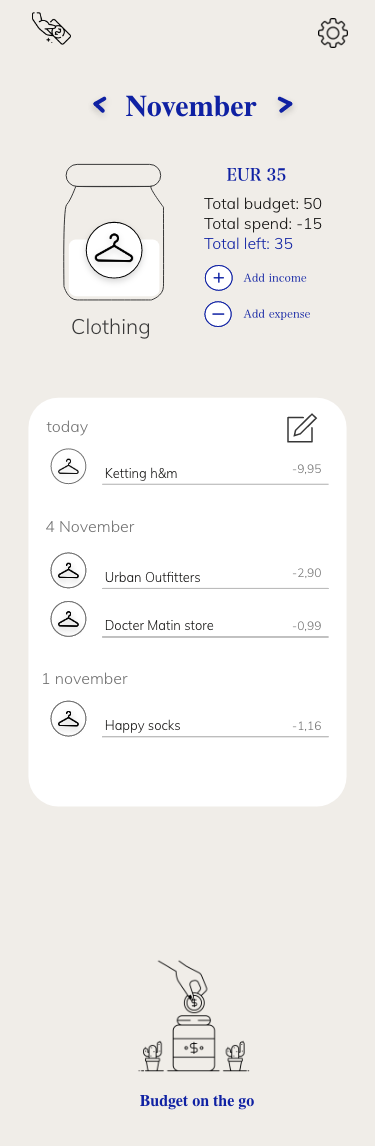 < November >
EUR 35
Total budget: 50
Total spend: -15
Total left: 35
+ Add income
− Add expense
Clothing
today
Ketting h&m -9,95
4 November
Urban Outfitters -2,90
Docter Matin store -0,99
1 november
Happy socks -1,16
$
$
Budget on the go